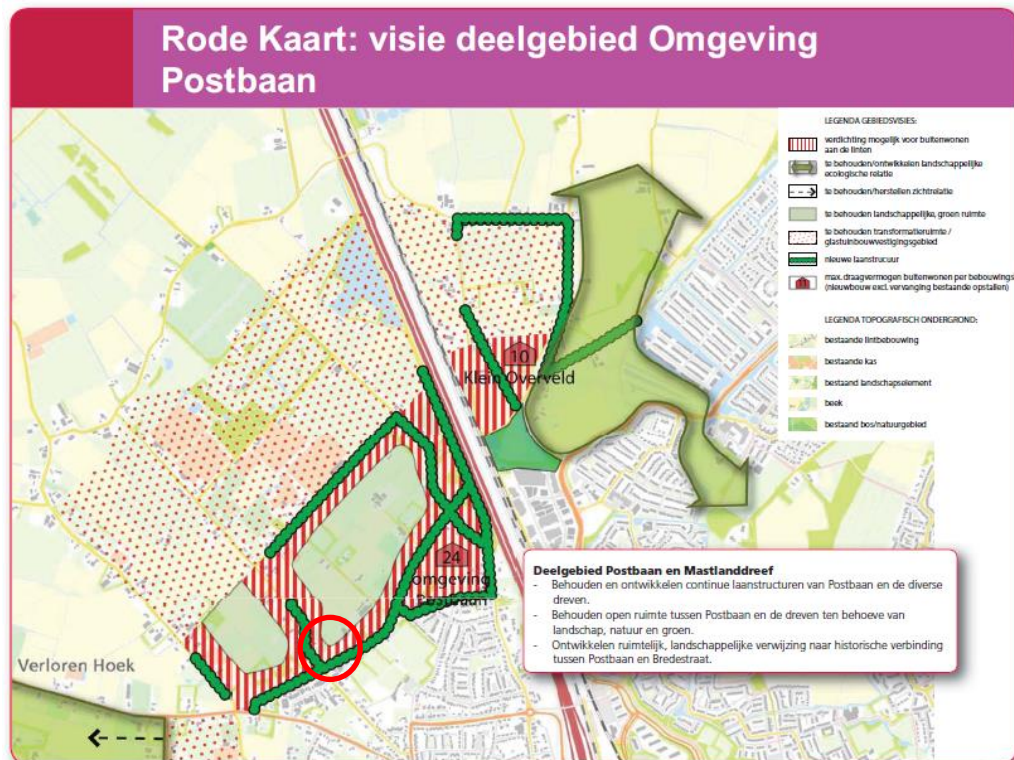 Rode Kaart: visie deelgebied Omgeving
Postbaan
LEGENDA GEBIEDSVISIES:
verdichting mogelijk voor buitenwonen
aan de linten
te behouden/ontwikkelen landschappelijke
ecologische relatie
te behouden/herstellen zichtrelatie
te behouden landschappelijke, groen ruimte
te behouden transformatieruimte /
glastuinbouwvestigingsgebied
nieuwe laanstrucuur
max. draagvermogen buitenwonen per bebouwings
(nieuwbouw excl. vervanging bestaande opstallen)
LEGENDA TOPOGRAFISCH ONDERGROND:
bestaande lintbebouwing
bestaande kas
bestaand landschapselement
beek
bestaand bos/natuurgebied
10
Klein Overveld
24
omgeving
Postbaan
Verloren Hoek
Deelgebied Postbaan en Mastlanddreef
- Behouden en ontwikkelen continue laanstructuren van Postbaan en de diverse
dreven.
- Behouden open ruimte tussen Postbaan en de dreven ten behoeve van
landschap, natuur en groen.
- Ontwikkelen ruimtelijk, landschappelijke verwijzing naar historische verbinding
tussen Postbaan en Bredestraat.